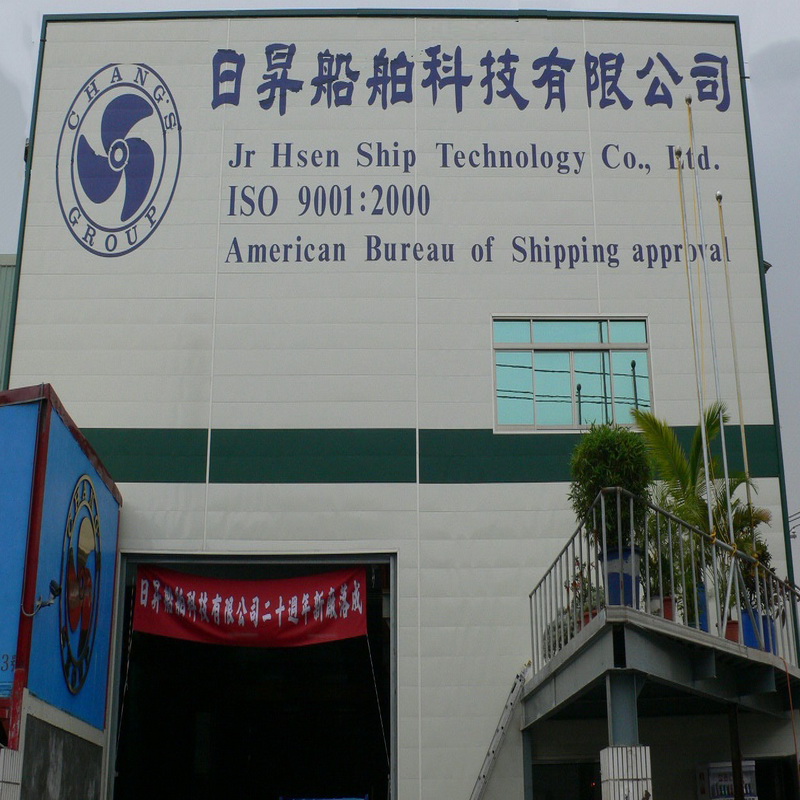 日昇船舶科技有限公司
CHANG'S GROUP
Jr Hsen Ship Technology Co., Ltd.
ISO 9001:2000
American Bureau of Shipping approval
日昇船舶科技有限公司二十週年新廠落成
CHANG'S